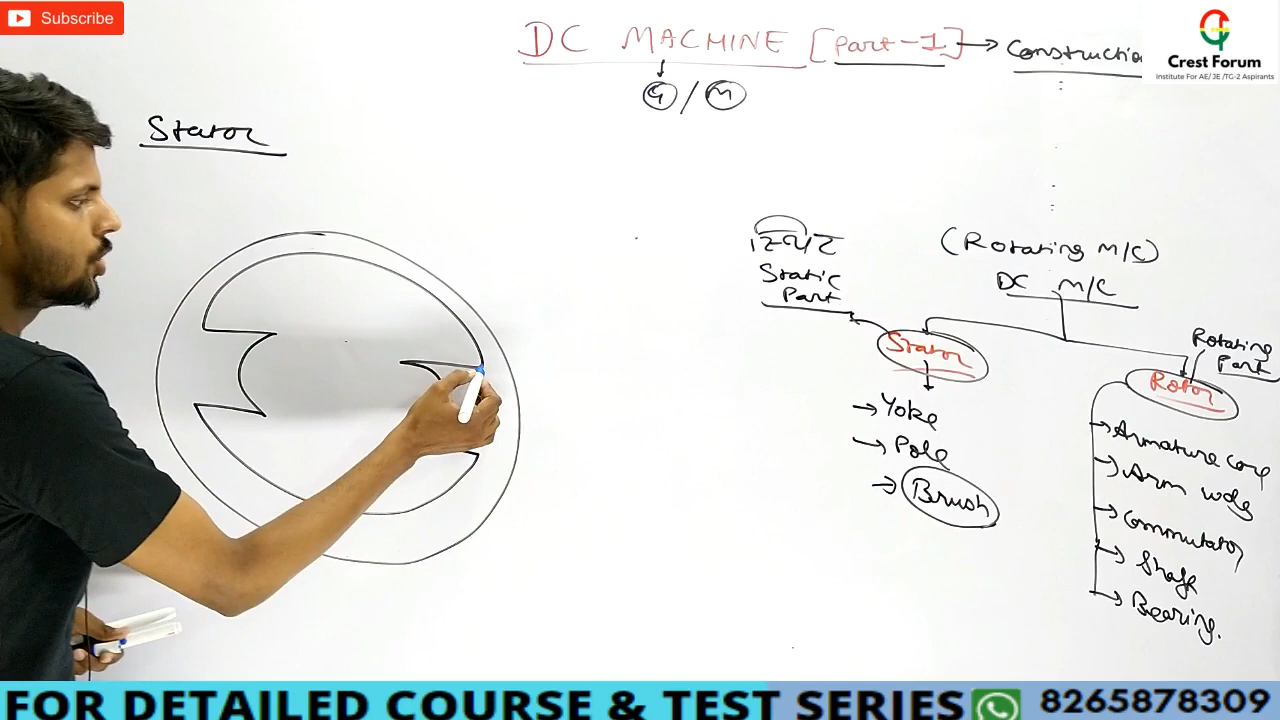 Subscribe
DC MACHINE [Part-1] → Construction
G / M
Crest Forum
Institute For AE/ JE /TG-2 Aspirants
Stator
स्थिर
Static
Part
(Rotating M/C)
DC M/C
Stator
Rotating
Part
Rotor
→ Yoke
→ Pole
→ Brush
→ Armature core
→ Arm wdg
→ Commutator
→ Shaft
→ Bearing.
FOR DETAILED COURSE & TEST SERIES 8265878309